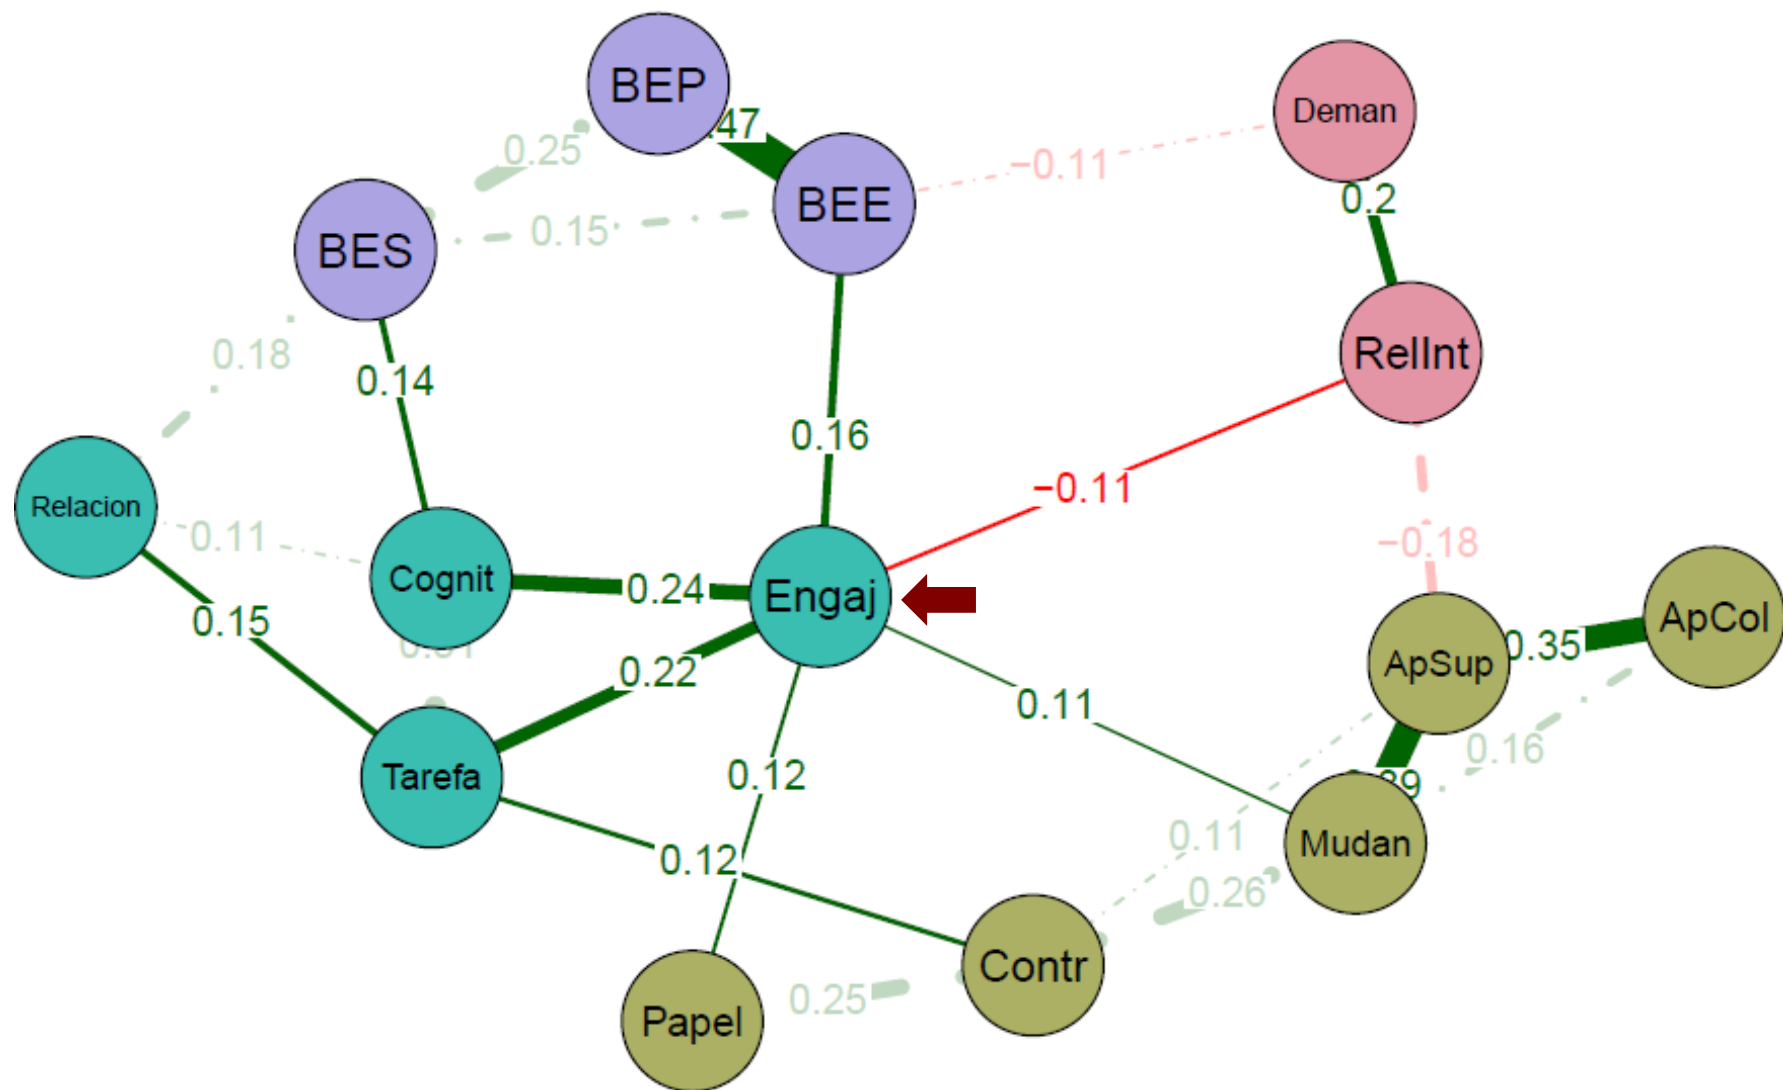 BEP
Deman
.47
0.25
−0.11
0.2
BEE
BES
0.15
0.18
RelInt
0.14
0.16
−0.11
Relacion
0.11
−0.18
Cognit
0.24
Engaj
0.15
ApCol
0.35
ApSup
0.22
0.11
0.16
Tarefa
0.12
0.11
Mudan
0.12
0.26
Contr
0.25
Papel